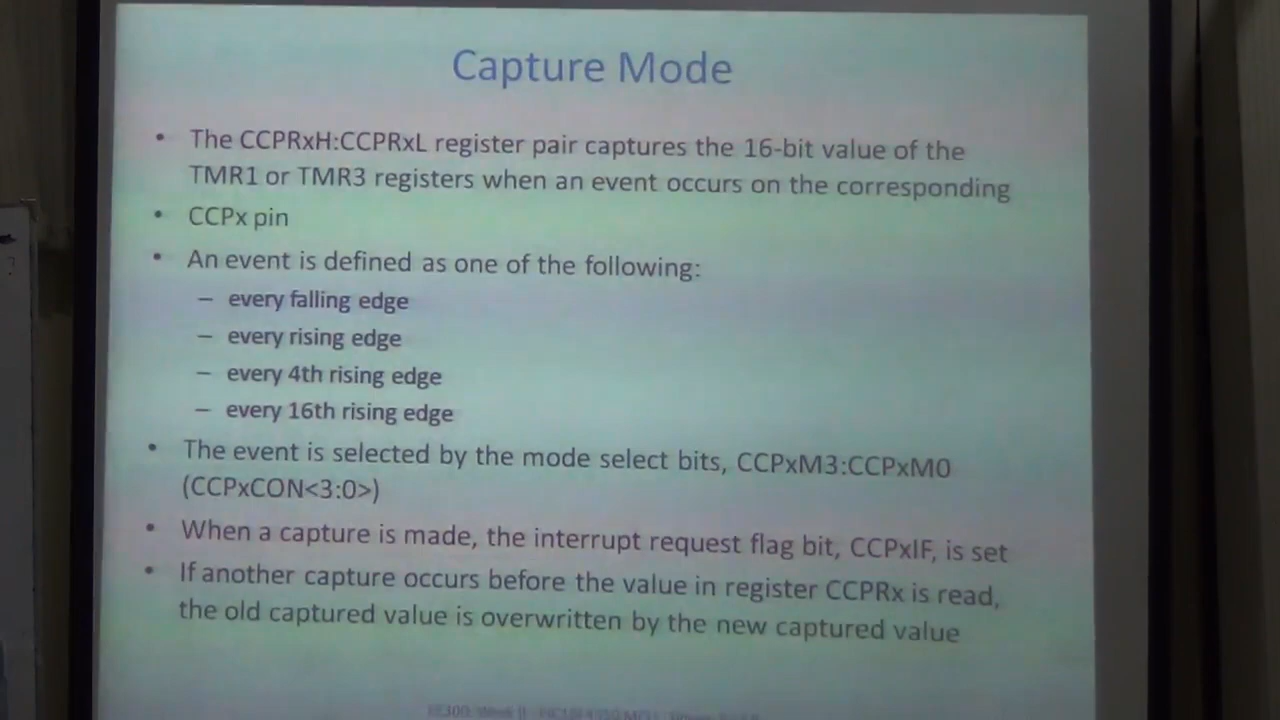 Capture Mode
• The CCPRxH:CCPRxL register pair captures the 16-bit value of the
TMR1 or TMR3 registers when an event occurs on the corresponding
• CCPx pin
• An event is defined as one of the following:
– every falling edge
– every rising edge
– every 4th rising edge
– every 16th rising edge
• The event is selected by the mode select bits, CCPxM3:CCPxM0
(CCPxCON<3:0>)
• When a capture is made, the interrupt request flag bit, CCPxIF, is set
• If another capture occurs before the value in register CCPRx is read,
the old captured value is overwritten by the new captured value